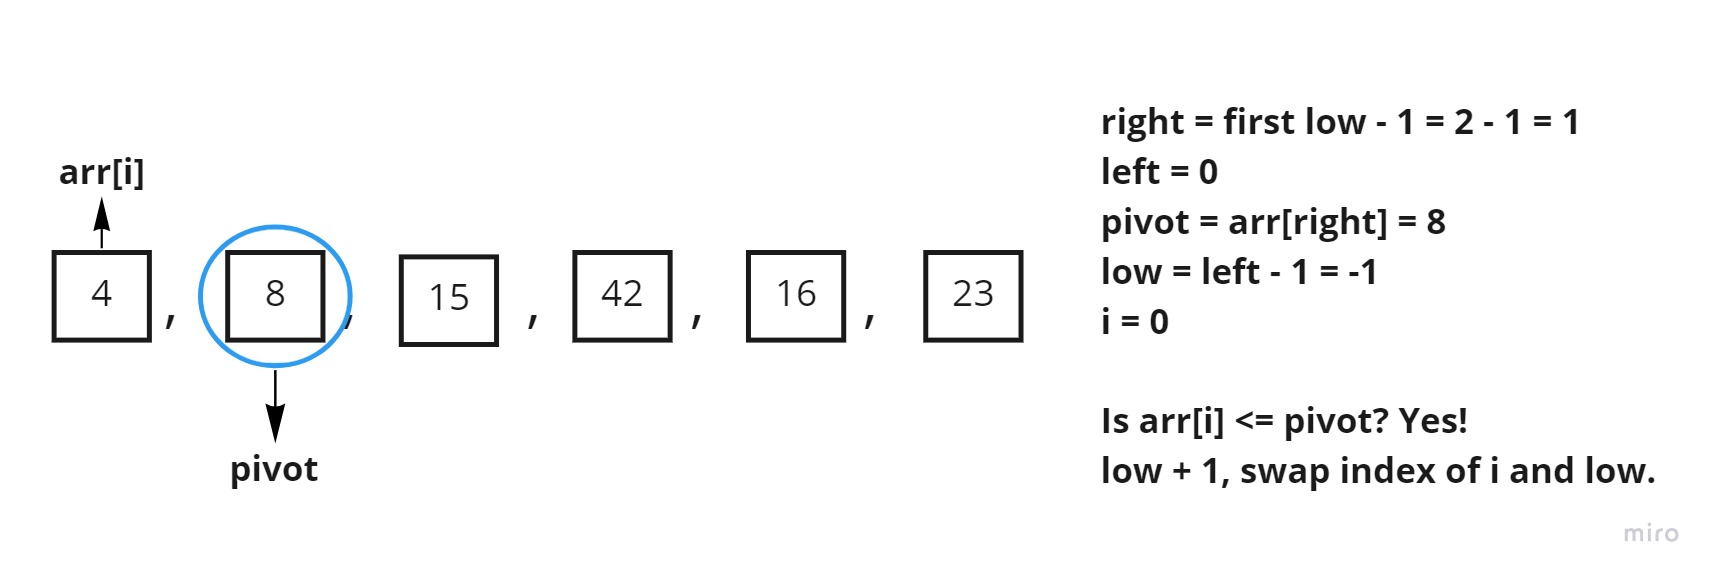 arr[i]
4 , 8 , 15 , 42 , 16 , 23
pivot
right = first low - 1 = 2 - 1 = 1
left = 0
pivot = arr[right] = 8
low = left - 1 = -1
i = 0
Is arr[i] <= pivot? Yes!
low + 1, swap index of i and low.
miro